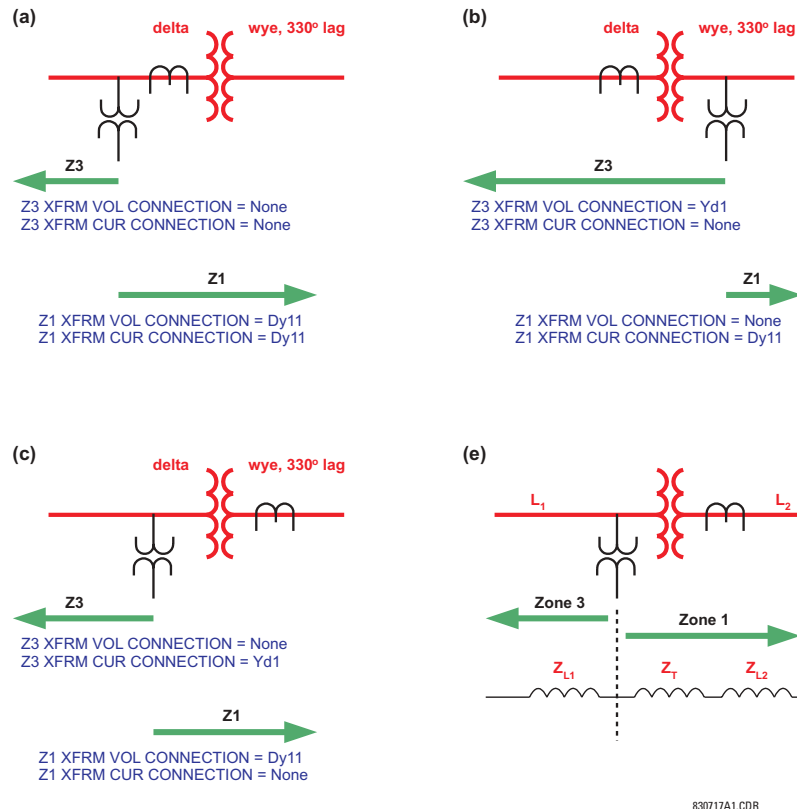 (a)
delta
wye, 330° lag
Z3
Z3 XFRM VOL CONNECTION = None
Z3 XFRM CUR CONNECTION = None
Z1
Z1 XFRM VOL CONNECTION = Dy11
Z1 XFRM CUR CONNECTION = Dy11
(b)
delta
wye, 330° lag
Z3
Z3 XFRM VOL CONNECTION = Yd1
Z3 XFRM CUR CONNECTION = None
Z1
Z1 XFRM VOL CONNECTION = None
Z1 XFRM CUR CONNECTION = Dy11
(c)
delta
wye, 330° lag
Z3
Z3 XFRM VOL CONNECTION = None
Z3 XFRM CUR CONNECTION = Yd1
Z1
Z1 XFRM VOL CONNECTION = Dy11
Z1 XFRM CUR CONNECTION = None
(e)
L1
L2
Zone 3
Zone 1
ZL1
ZT
ZL2
830717A1.CDR